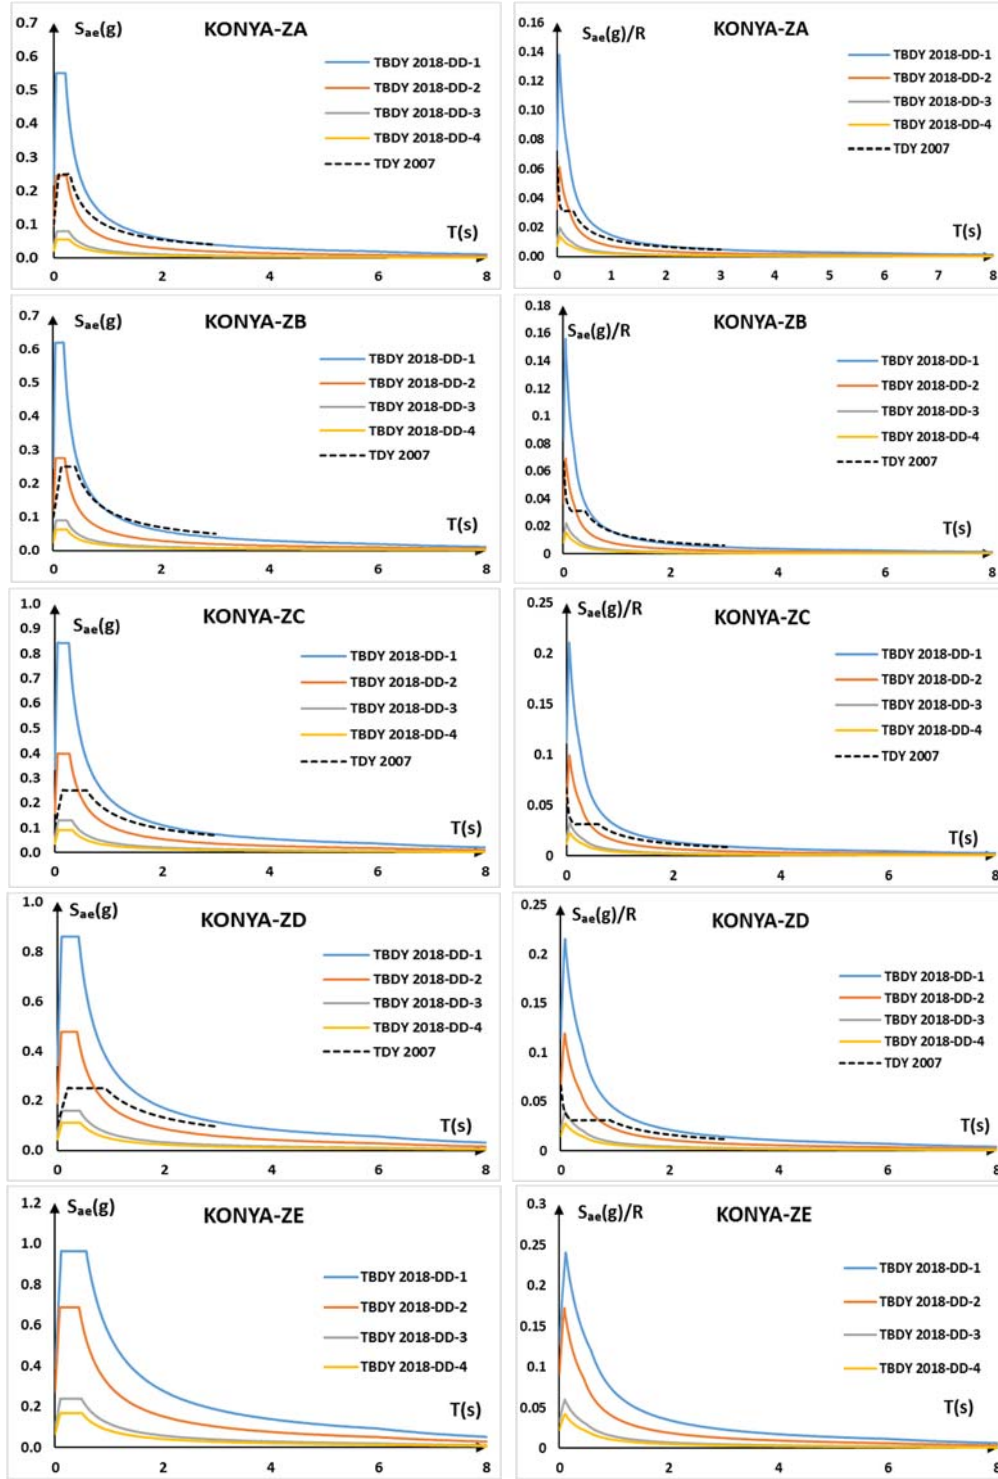 KONYA-ZA
Sae(g)
0.7
0.6
0.5
0.4
0.3
0.2
0.1
0.0
TBDY 2018-DD-1
TBDY 2018-DD-2
TBDY 2018-DD-3
TBDY 2018-DD-4
TDY 2007
T(s)
0 2 4 6 8
KONYA-ZA
Sae(g)/R
0.16
0.14
0.12
0.10
0.08
0.06
0.04
0.02
0.00
TBDY 2018-DD-1
TBDY 2018-DD-2
TBDY 2018-DD-3
TBDY 2018-DD-4
TDY 2007
T(s)
0 1 2 3 4 5 6 7 8
KONYA-ZB
Sae(g)
0.7
0.6
0.5
0.4
0.3
0.2
0.1
0.0
TBDY 2018-DD-1
TBDY 2018-DD-2
TBDY 2018-DD-3
TBDY 2018-DD-4
TDY 2007
T(s)
0 2 4 6 8
KONYA-ZB
Sae(g)/R
0.18
0.16
0.14
0.12
0.1
0.08
0.06
0.04
0.02
0
TBDY 2018-DD-1
TBDY 2018-DD-2
TBDY 2018-DD-3
TBDY 2018-DD-4
TDY 2007
T(s)
0 2 4 6 8
KONYA-ZC
Sae(g)
1.0
0.9
0.8
0.7
0.6
0.5
0.4
0.3
0.2
0.1
0.0
TBDY 2018-DD-1
TBDY 2018-DD-2
TBDY 2018-DD-3
TBDY 2018-DD-4
TDY 2007
T(s)
0 2 4 6 8
KONYA-ZC
Sae(g)/R
0.25
0.2
0.15
0.1
0.05
0
TBDY 2018-DD-1
TBDY 2018-DD-2
TBDY 2018-DD-3
TBDY 2018-DD-4
TDY 2007
T(s)
0 2 4 6 8
KONYA-ZD
Sae(g)
1.0
0.8
0.6
0.4
0.2
0.0
TBDY 2018-DD-1
TBDY 2018-DD-2
TBDY 2018-DD-3
TBDY 2018-DD-4
TDY 2007
T(s)
0 2 4 6 8
KONYA-ZD
Sae(g)/R
0.25
0.2
0.15
0.1
0.05
0
TBDY 2018-DD-1
TBDY 2018-DD-2
TBDY 2018-DD-3
TBDY 2018-DD-4
TDY 2007
T(s)
0 2 4 6 8
KONYA-ZE
Sae(g)
1.2
1.0
0.8
0.6
0.4
0.2
0.0
TBDY 2018-DD-1
TBDY 2018-DD-2
TBDY 2018-DD-3
TBDY 2018-DD-4
T(s)
0 2 4 6 8
KONYA-ZE
Sae(g)/R
0.3
0.25
0.2
0.15
0.1
0.05
0
TBDY 2018-DD-1
TBDY 2018-DD-2
TBDY 2018-DD-3
TBDY 2018-DD-4
T(s)
0 2 4 6 8